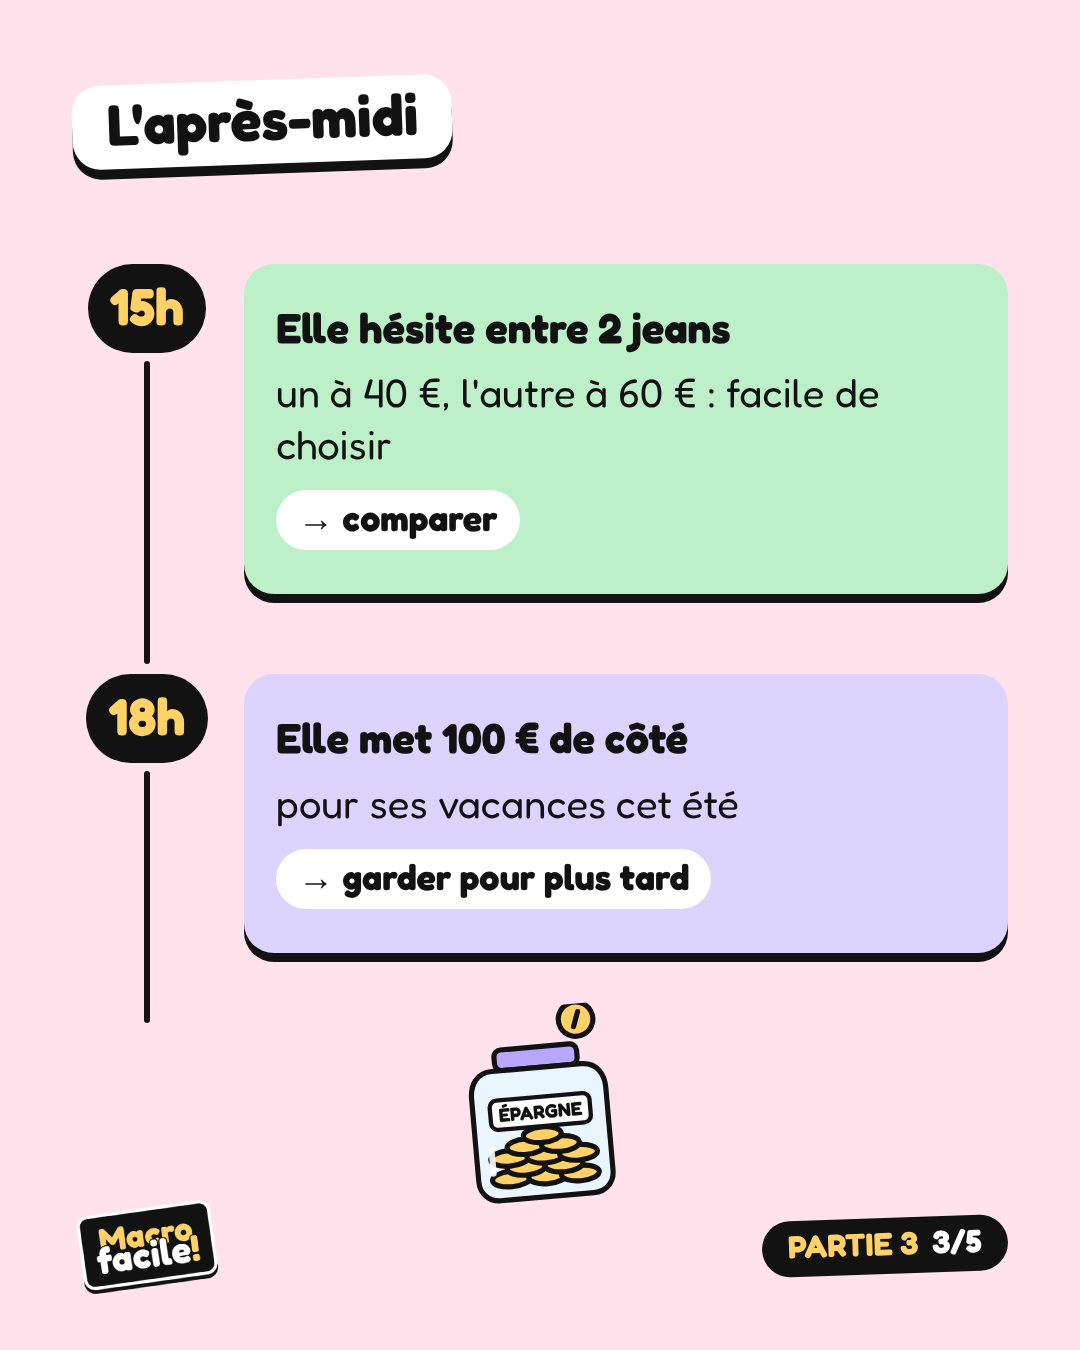 L'après-midi
15h
Elle hésite entre 2 jeans
un à 40 €, l'autre à 60 € : facile de
choisir
→ comparer
18h
Elle met 100 € de côté
pour ses vacances cet été
→ garder pour plus tard
ÉPARGNE
Macro
facile!
PARTIE 3 3/5